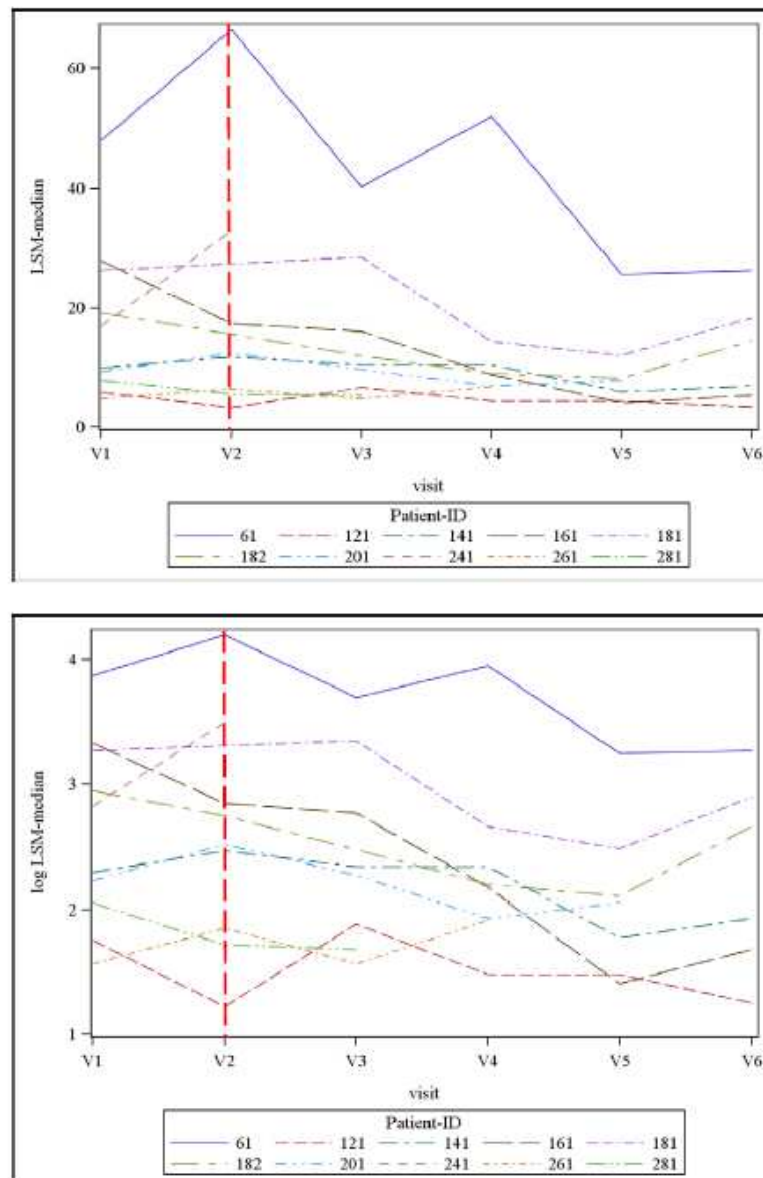 LSM-median
60
40
20
0
V1 V2 V3 V4 V5 V6
visit
Patient-ID
61 121 141 161 181
182 201 241 261 281
log LSM-median
4
3
2
1
V1 V2 V3 V4 V5 V6
visit
Patient-ID
61 121 141 161 181
182 201 241 261 281